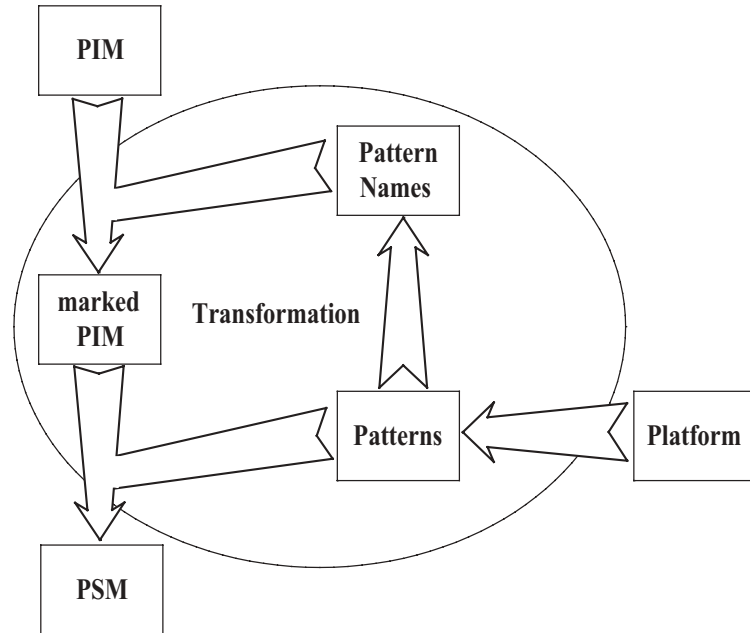 PIM
Pattern
Names
marked
PIM
Transformation
Patterns
Platform
PSM